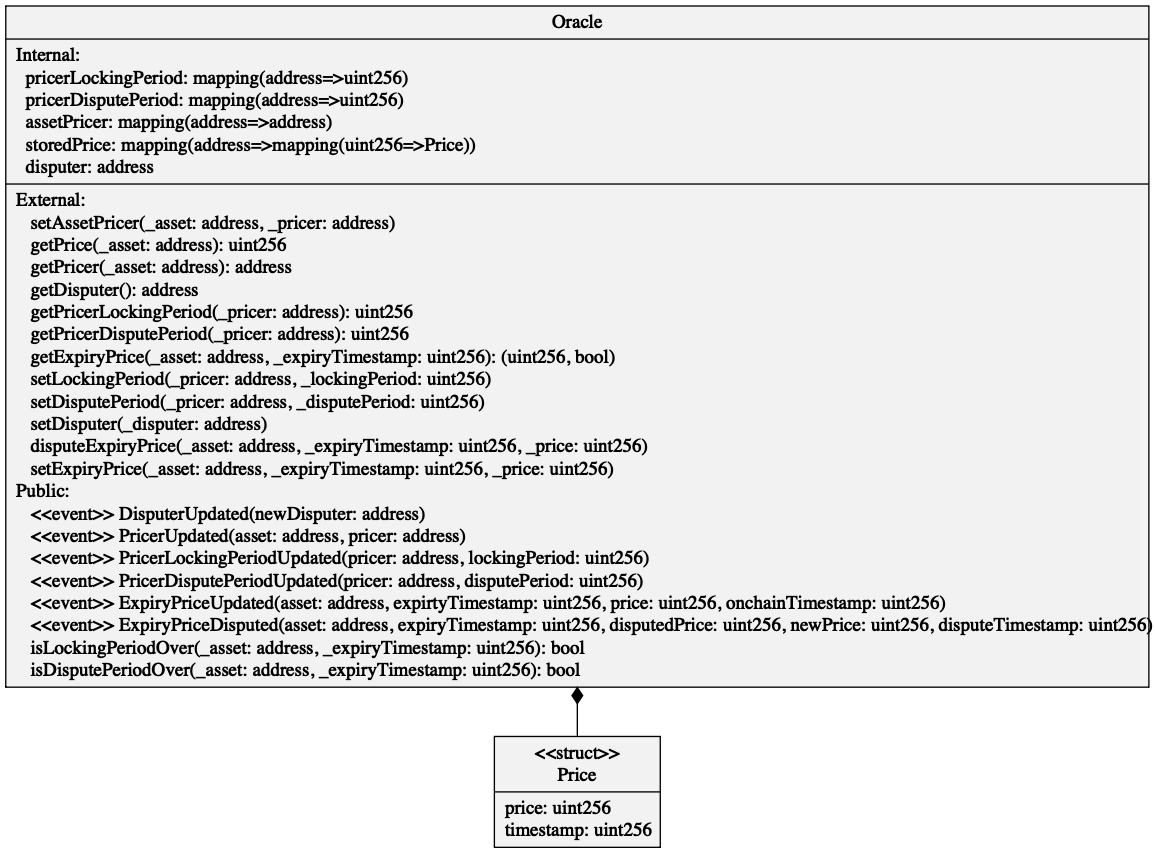 Oracle
Internal:
pricerLockingPeriod: mapping(address=>uint256)
pricerDisputePeriod: mapping(address=>uint256)
assetPricer: mapping(address=>address)
storedPrice: mapping(address=>mapping(uint256=>Price))
disputer: address
External:
setAssetPricer(_asset: address, _pricer: address)
getPrice(_asset: address): uint256
getPricer(_asset: address): address
getDisputer(): address
getPricerLockingPeriod(_pricer: address): uint256
getPricerDisputePeriod(_pricer: address): uint256
getExpiryPrice(_asset: address, _expiryTimestamp: uint256): (uint256, bool)
setLockingPeriod(_pricer: address, _lockingPeriod: uint256)
setDisputePeriod(_pricer: address, _disputePeriod: uint256)
setDisputer(_disputer: address)
disputeExpiryPrice(_asset: address, _expiryTimestamp: uint256, _price: uint256)
setExpiryPrice(_asset: address, _expiryTimestamp: uint256, _price: uint256)
Public:
<<event>> DisputerUpdated(newDisputer: address)
<<event>> PricerUpdated(asset: address, pricer: address)
<<event>> PricerLockingPeriodUpdated(pricer: address, lockingPeriod: uint256)
<<event>> PricerDisputePeriodUpdated(pricer: address, disputePeriod: uint256)
<<event>> ExpiryPriceUpdated(asset: address, expirtyTimestamp: uint256, price: uint256, onchainTimestamp: uint256)
<<event>> ExpiryPriceDisputed(asset: address, expiryTimestamp: uint256, disputedPrice: uint256, newPrice: uint256, disputeTimestamp: uint256)
isLockingPeriodOver(_asset: address, _expiryTimestamp: uint256): bool
isDisputePeriodOver(_asset: address, _expiryTimestamp: uint256): bool
<<struct>>
Price
price: uint256
timestamp: uint256